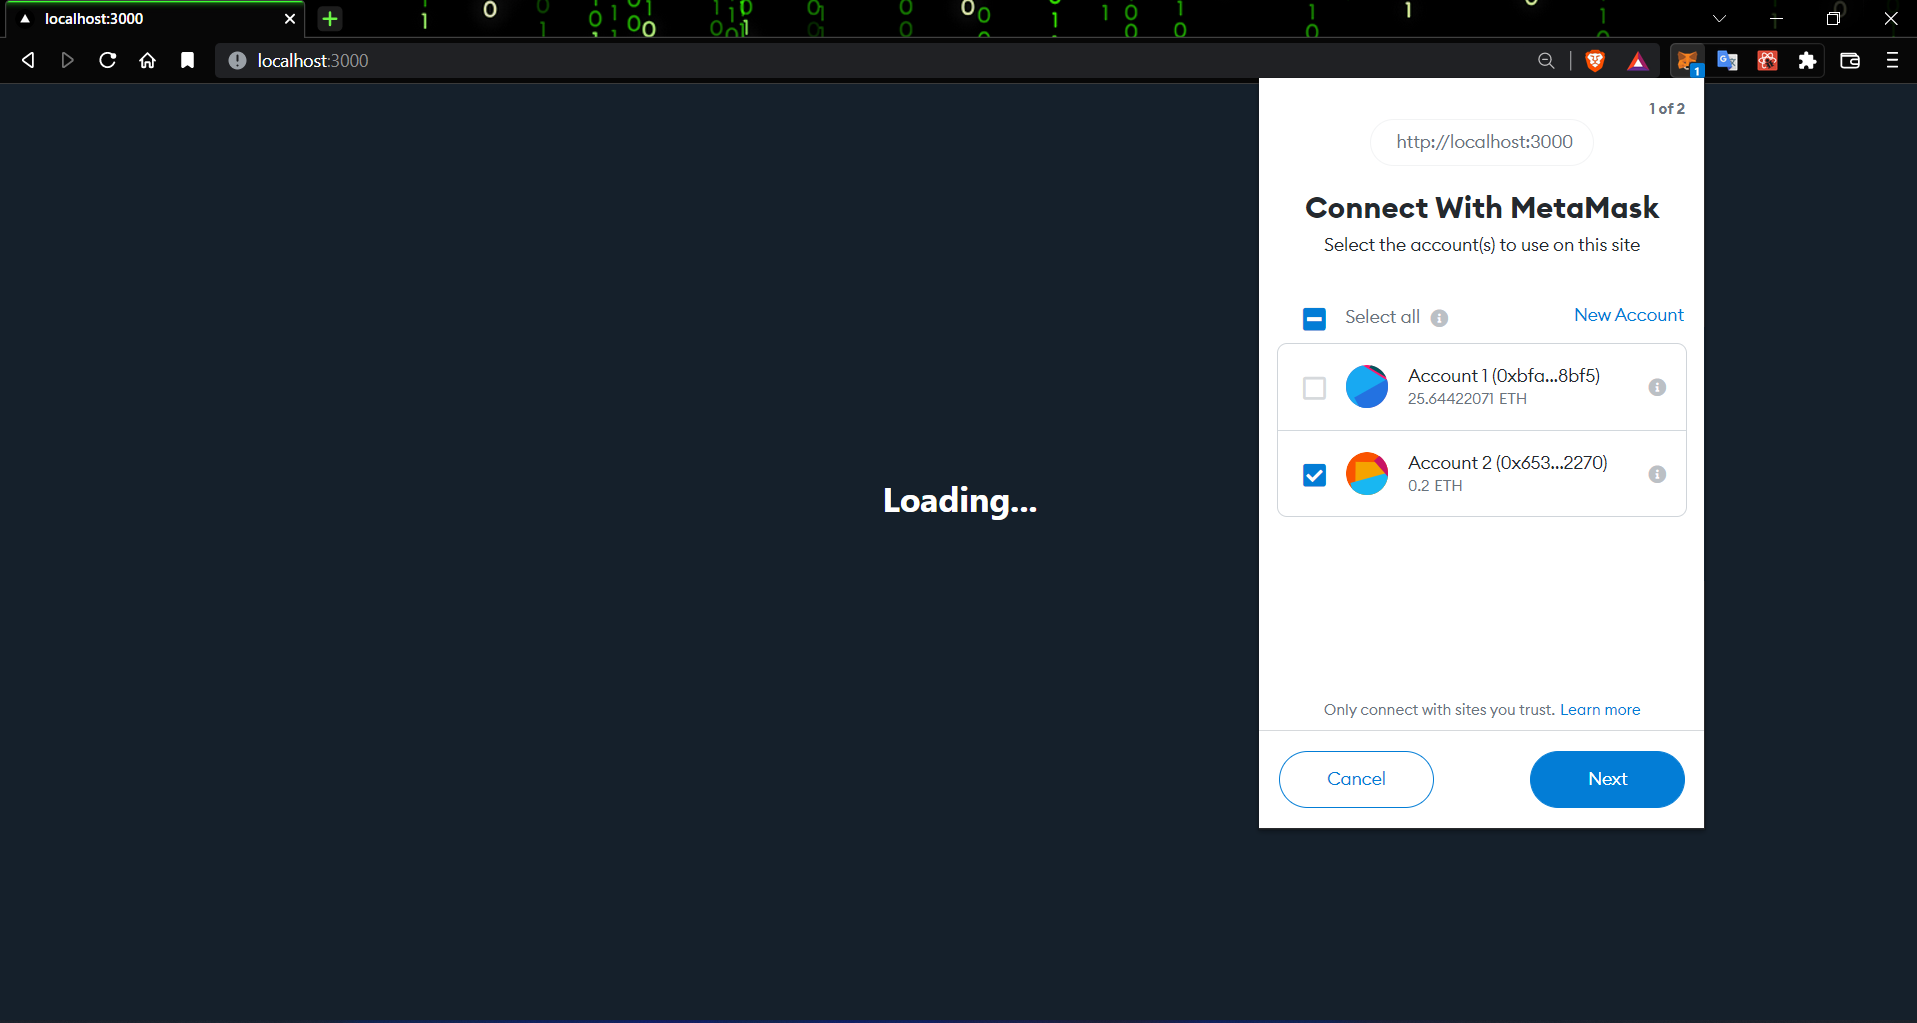 localhost:3000
localhost:3000
1
1 of 2
http://localhost:3000
Connect With MetaMask
Select the account(s) to use on this site
Select all
New Account
Account 1 (0xbfa...8bf5)
25.64422071 ETH
Account 2 (0x653...2270)
0.2 ETH
Loading...
Only connect with sites you trust. Learn more
Cancel
Next